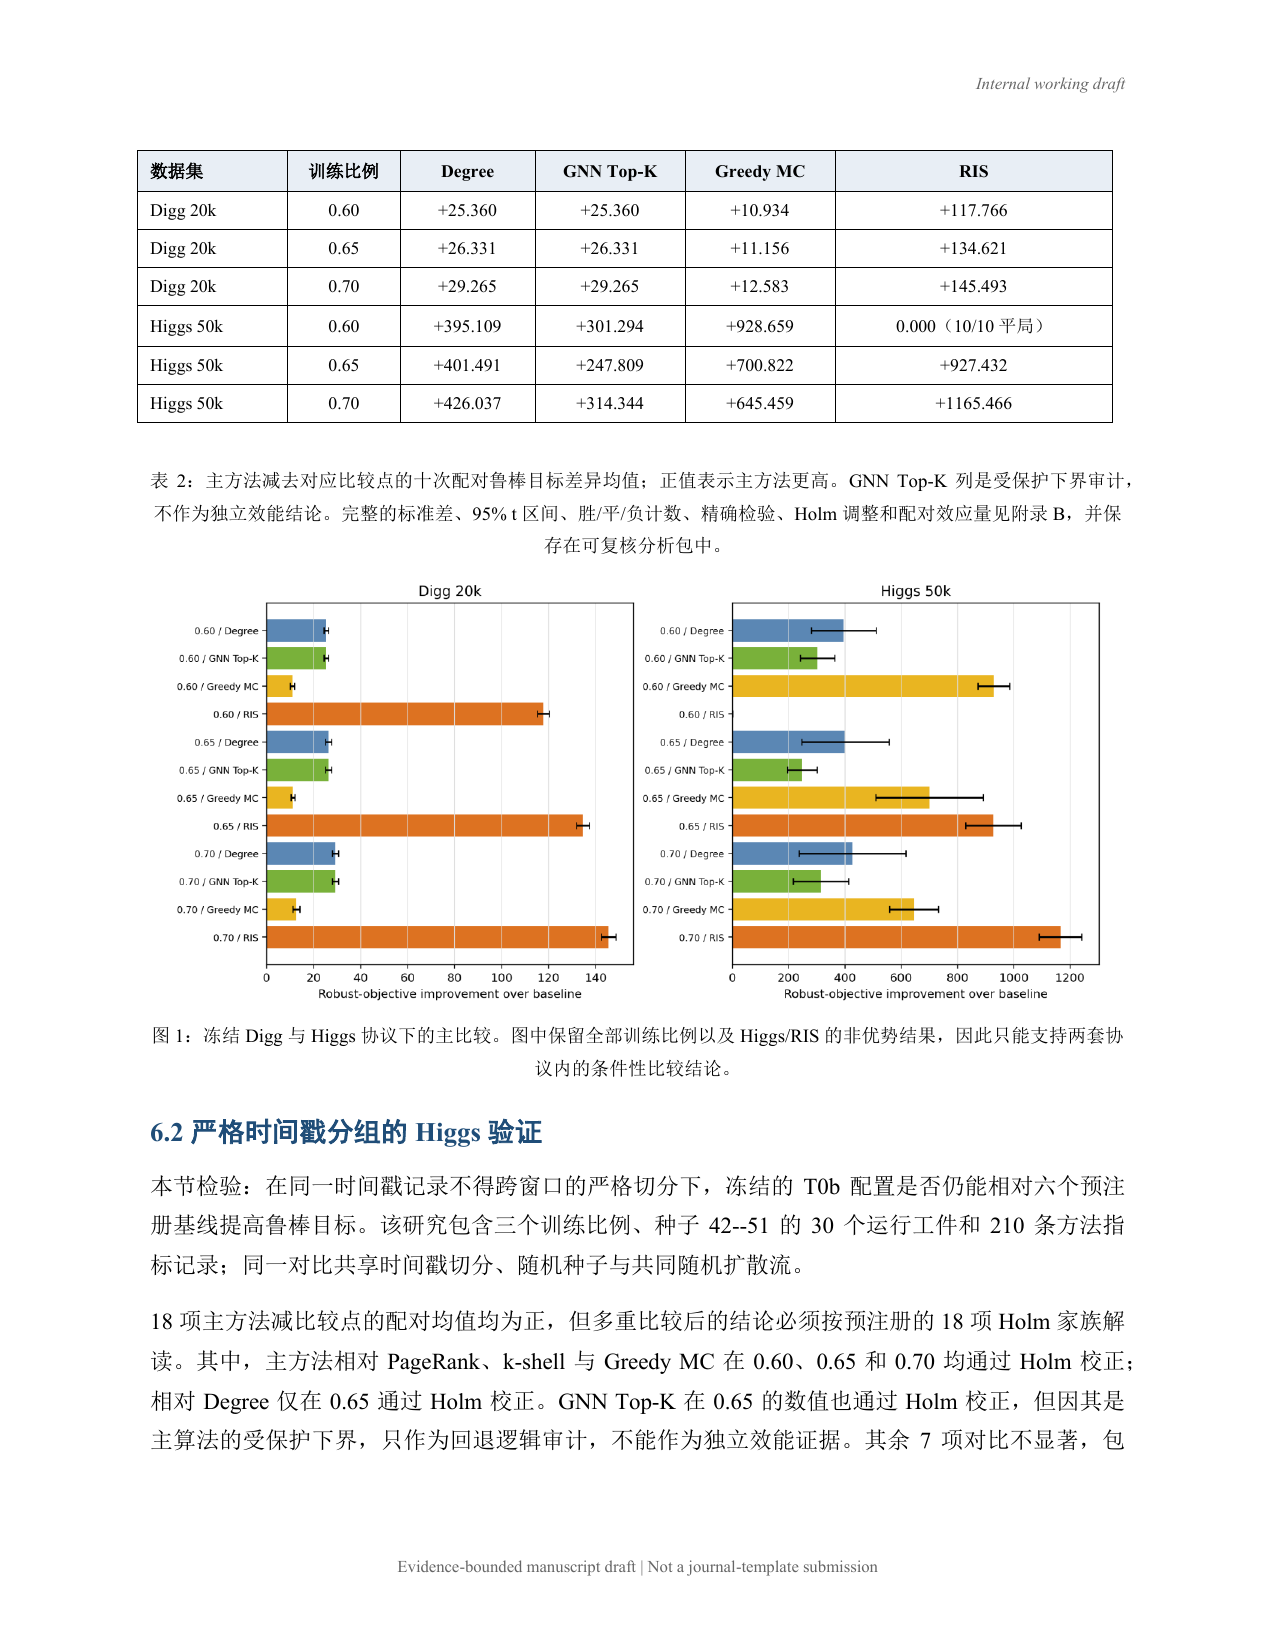 Internal working draft
数据集 训练比例 Degree GNN Top-K Greedy MC RIS
Digg 20k 0.60 +25.360 +25.360 +10.934 +117.766
Digg 20k 0.65 +26.331 +26.331 +11.156 +134.621
Digg 20k 0.70 +29.265 +29.265 +12.583 +145.493
Higgs 50k 0.60 +395.109 +301.294 +928.659 0.000（10/10 平局）
Higgs 50k 0.65 +401.491 +247.809 +700.822 +927.432
Higgs 50k 0.70 +426.037 +314.344 +645.459 +1165.466
表 2：主方法减去对应比较点的十次配对鲁棒目标差异均值；正值表示主方法更高。GNN Top-K 列是受保护下界审计，
不作为独立效能结论。完整的标准差、95% t 区间、胜/平/负计数、精确检验、Holm 调整和配对效应量见附录 B，并保
存在可复核分析包中。
Digg 20k
0.60 / Degree
0.60 / GNN Top-K
0.60 / Greedy MC
0.60 / RIS
0.65 / Degree
0.65 / GNN Top-K
0.65 / Greedy MC
0.65 / RIS
0.70 / Degree
0.70 / GNN Top-K
0.70 / Greedy MC
0.70 / RIS
0 20 40 60 80 100 120 140
Robust-objective improvement over baseline
Higgs 50k
0.60 / Degree
0.60 / GNN Top-K
0.60 / Greedy MC
0.60 / RIS
0.65 / Degree
0.65 / GNN Top-K
0.65 / Greedy MC
0.65 / RIS
0.70 / Degree
0.70 / GNN Top-K
0.70 / Greedy MC
0.70 / RIS
0 200 400 600 800 1000 1200
Robust-objective improvement over baseline
图 1：冻结 Digg 与 Higgs 协议下的主比较。图中保留全部训练比例以及 Higgs/RIS 的非优势结果，因此只能支持两套协
议内的条件性比较结论。
6.2 严格时间戳分组的 Higgs 验证
本节检验：在同一时间戳记录不得跨窗口的严格切分下，冻结的 T0b 配置是否仍能相对六个预注
册基线提高鲁棒目标。该研究包含三个训练比例、种子 42--51 的 30 个运行工件和 210 条方法指
标记录；同一对比共享时间戳切分、随机种子与共同随机扩散流。
18 项主方法减比较点的配对均值均为正，但多重比较后的结论必须按预注册的 18 项 Holm 家族解
读。其中，主方法相对 PageRank、k-shell 与 Greedy MC 在 0.60、0.65 和 0.70 均通过 Holm 校正；
相对 Degree 仅在 0.65 通过 Holm 校正。GNN Top-K 在 0.65 的数值也通过 Holm 校正，但因其是
主算法的受保护下界，只作为回退逻辑审计，不能作为独立效能证据。其余 7 项对比不显著，包
Evidence-bounded manuscript draft | Not a journal-template submission